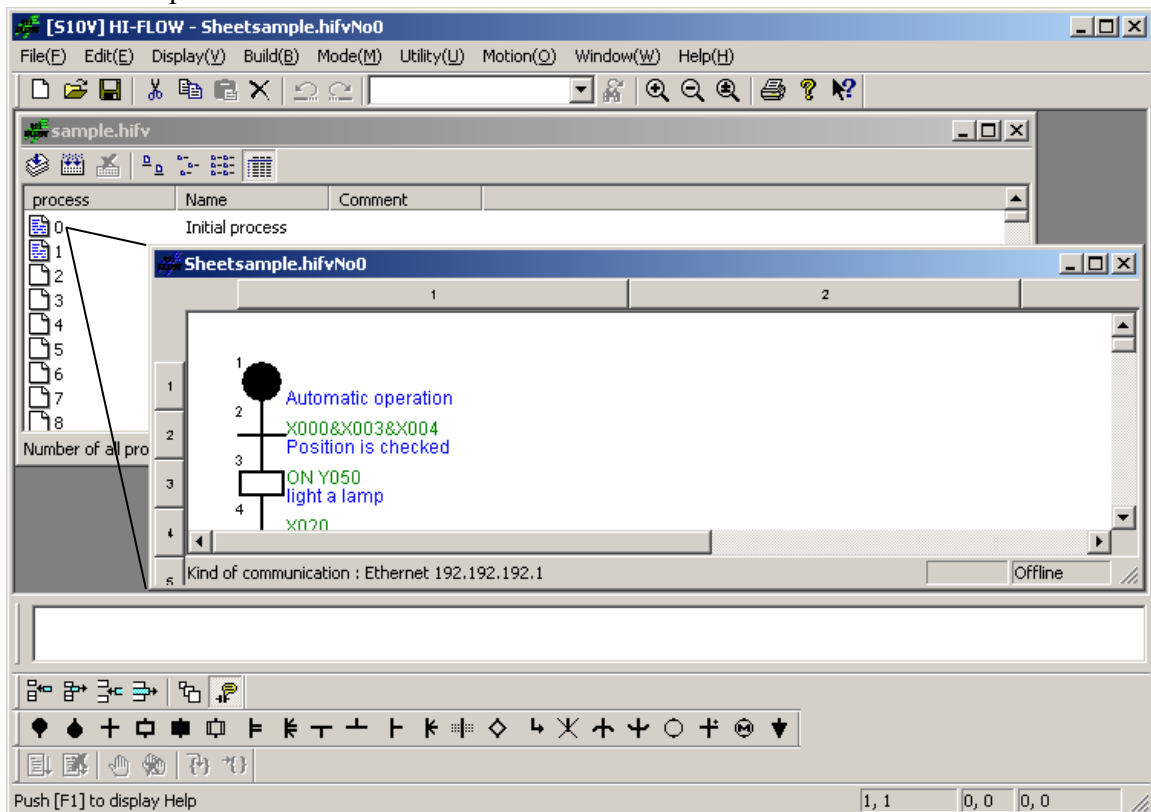 [S10V] HI-FLOW - Sheetsample.hifvNo0
File(F) Edit(E) Display(V) Build(B) Mode(M) Utility(U) Motion(O) Window(W) Help(H)
sample.hifv
process Name Comment
0 Initial process
1
2
3
4
5
6
7
8
Number of all pro
Sheetsample.hifvNo0
1 2
1
1
Automatic operation
2
2
X000&X003&X004
Position is checked
3
3
ON Y050
light a lamp
4
4
X020
5
Kind of communication : Ethernet 192.192.192.1 Offline
Push [F1] to display Help 1, 1 0, 0 0, 0